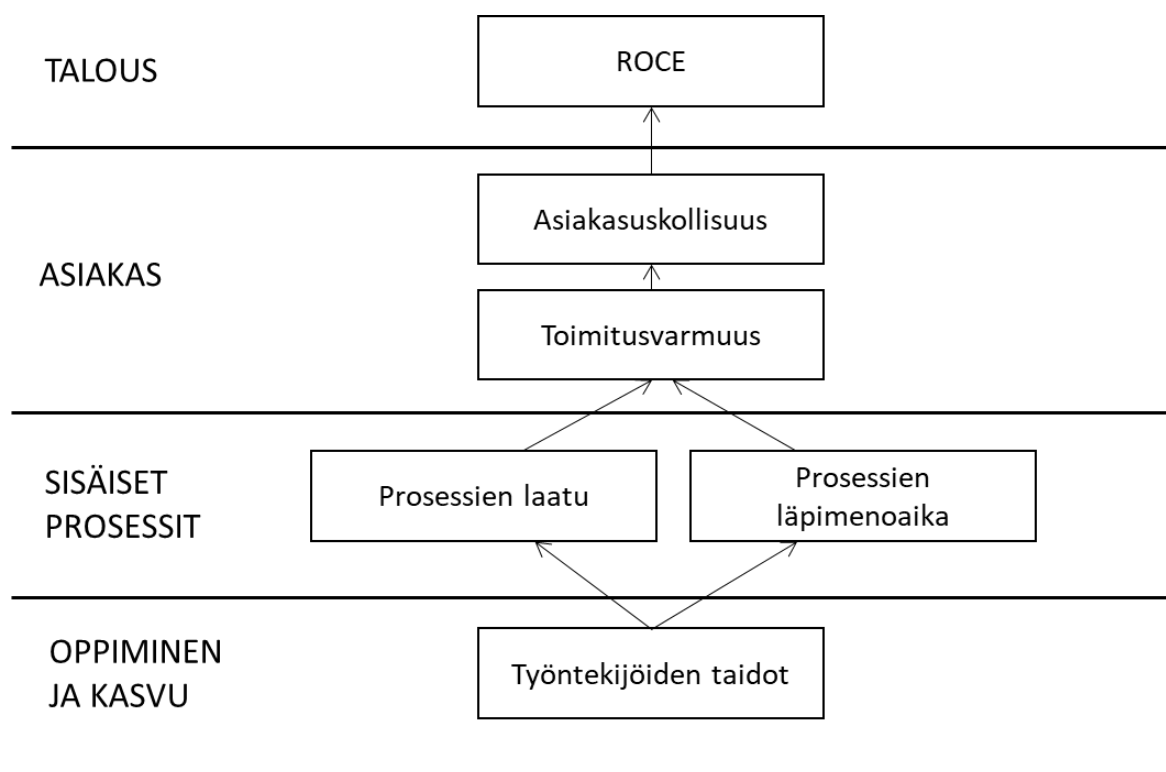 TALOUS
ROCE
ASIAKAS
Asiakasuskollisuus
Toimitusvarmuus
SISÄISET
PROSESSIT
Prosessien laatu
Prosessien
läpimenoaika
OPPIMINEN
JA KASVU
Työntekijöiden taidot